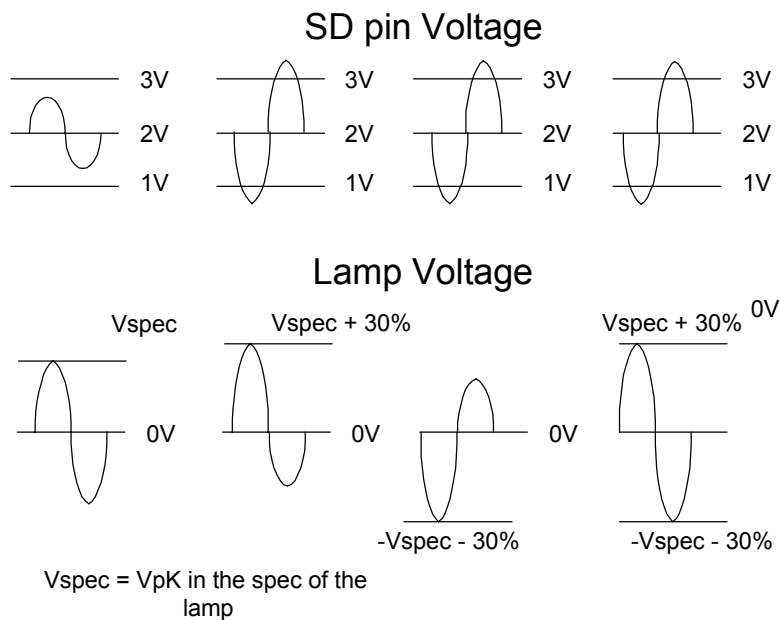 SD pin Voltage
3V 3V 3V 3V
2V 2V 2V 2V
1V 1V 1V 1V
Lamp Voltage
Vspec Vspec + 30% Vspec + 30% 0V
0V 0V 0V
-Vspec - 30% -Vspec - 30%
Vspec = VpK in the spec of the
lamp